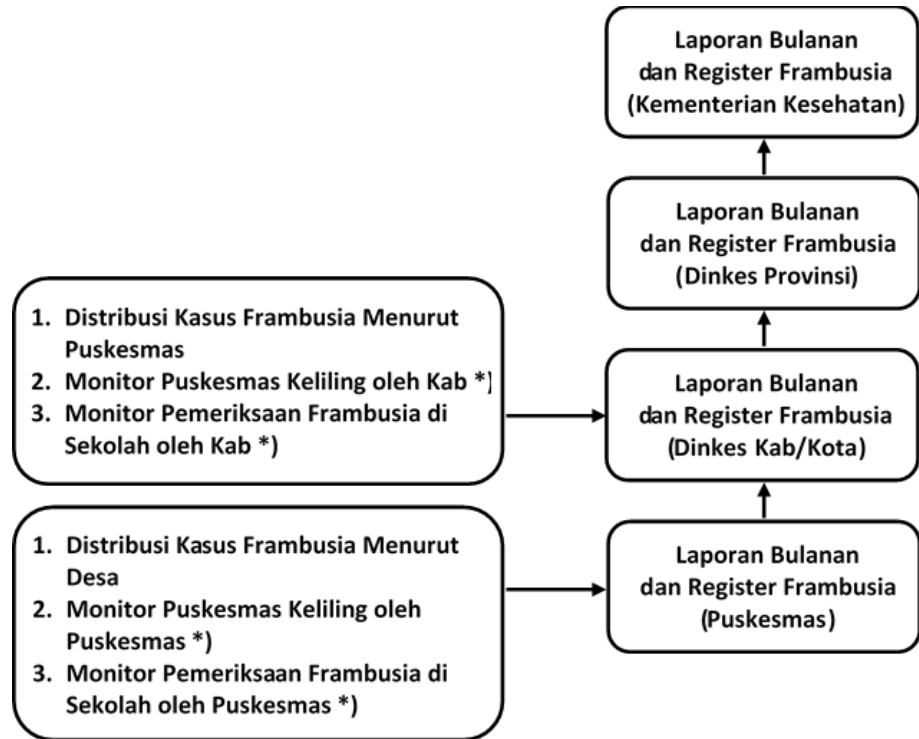 Laporan Bulanan
dan Register Frambusia
(Kementerian Kesehatan)
Laporan Bulanan
dan Register Frambusia
(Dinkes Provinsi)
1. Distribusi Kasus Frambusia Menurut
Puskesmas
2. Monitor Puskesmas Keliling oleh Kab *)
3. Monitor Pemeriksaan Frambusia di
Sekolah oleh Kab *)
Laporan Bulanan
dan Register Frambusia
(Dinkes Kab/Kota)
1. Distribusi Kasus Frambusia Menurut
Desa
2. Monitor Puskesmas Keliling oleh
Puskesmas *)
3. Monitor Pemeriksaan Frambusia di
Sekolah oleh Puskesmas *)
Laporan Bulanan
dan Register Frambusia
(Puskesmas)